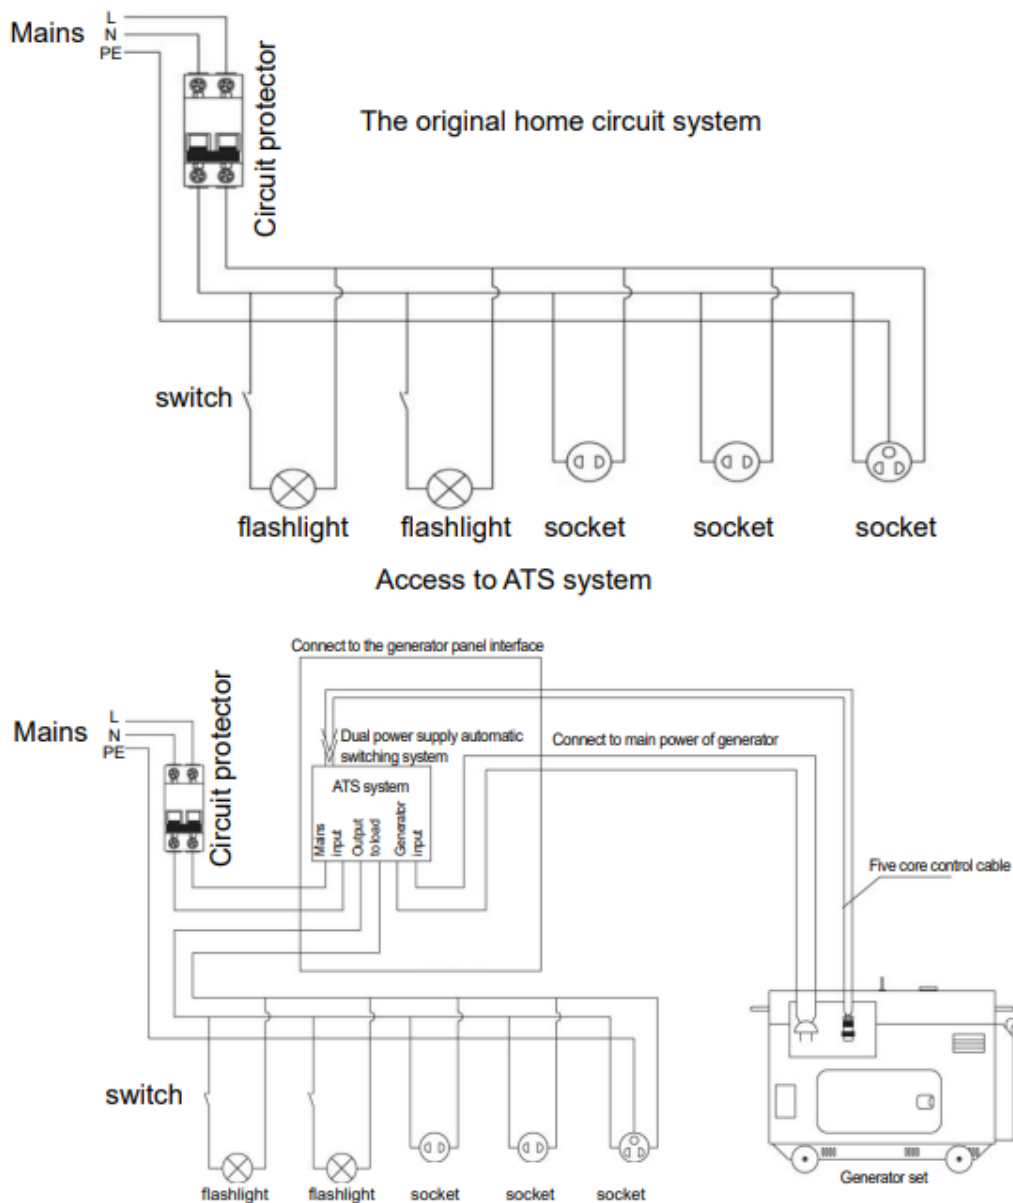 L
Mains N
PE
Circuit protector
The original home circuit system
switch
flashlight flashlight socket socket socket
Access to ATS system
Connect to the generator panel interface
Circuit protector
L
Mains N
PE
Dual power supply automatic
switching system
Connect to main power of generator
ATS system
Mains
input
Output
to load
Generator
input
Five core control cable
switch
flashlight flashlight socket socket socket
Generator set